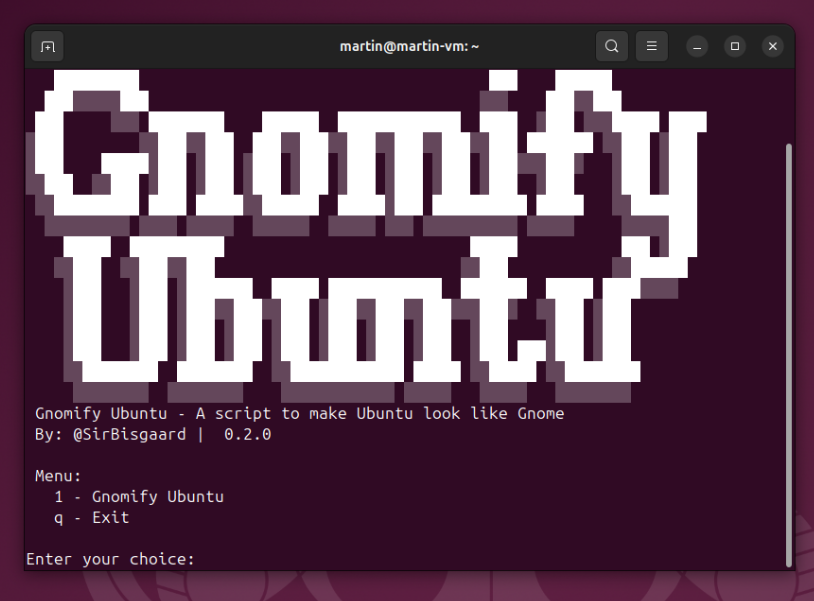 martin@martin-vm: ~
Gnomify
Ubuntu
Gnomify Ubuntu - A script to make Ubuntu look like Gnome
By: @SirBisgaard |  0.2.0
Menu:
1 - Gnomify Ubuntu
q - Exit
Enter your choice: